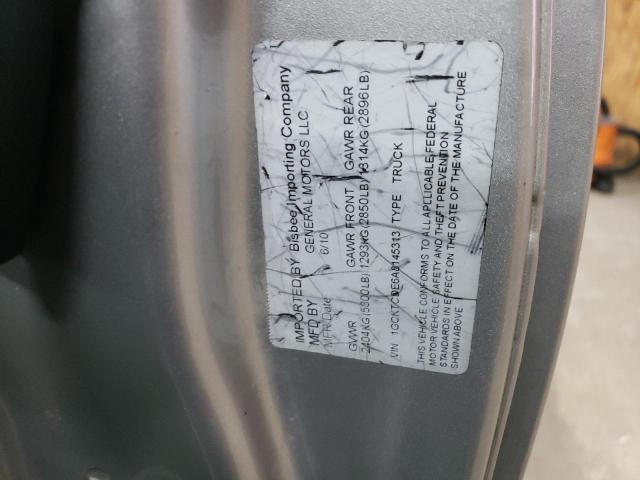 IMPORTED BY Bisbee Importing Company
MFD BY GENERAL MOTORS LLC
MFR Date 6/10
GVWR GAWR FRONT GAWR REAR
2404KG (5300LB) 1293KG (2850LB) 1314KG (2896LB)
VIN TYPE TRUCK
THIS VEHICLE CONFORMS TO ALL APPLICABLE FEDERAL
MOTOR VEHICLE SAFETY AND THEFT PREVENTION
STANDARDS IN EFFECT ON THE DATE OF THE MANUFACTURE
SHOWN ABOVE